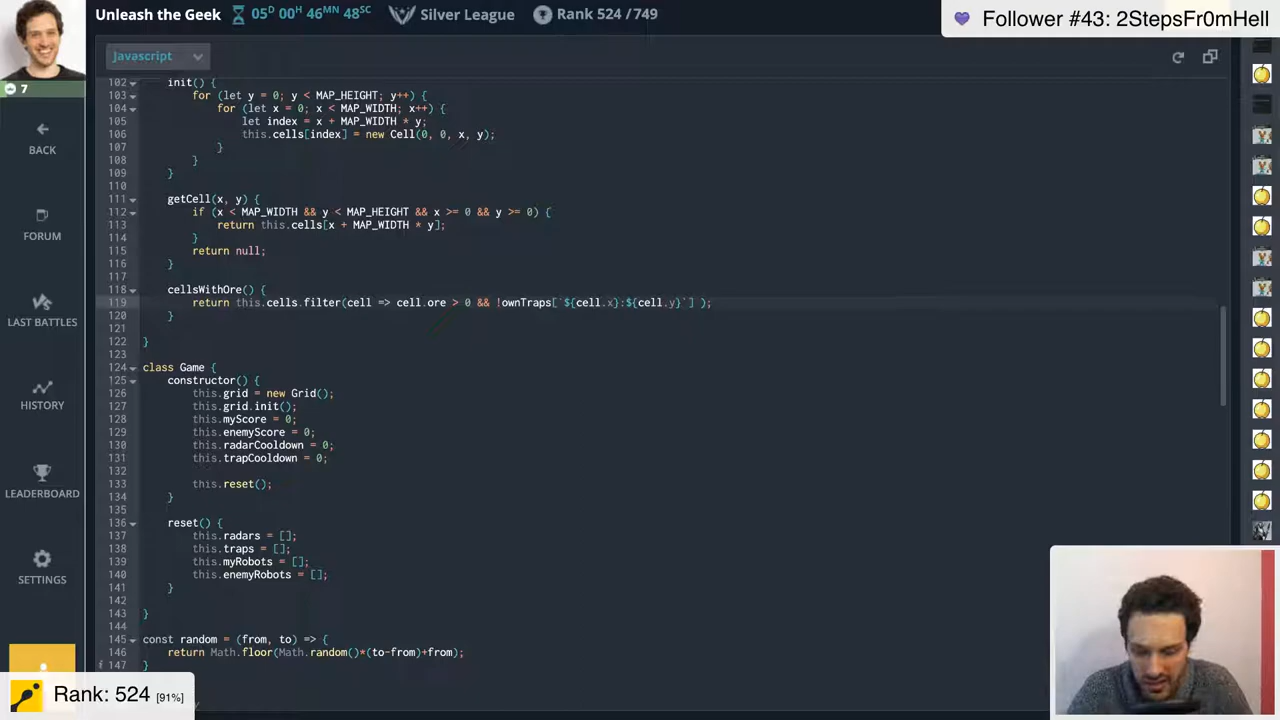 Unleash the Geek
05D 00H 46MN 48SC
Silver League
Rank 524 / 749
Follower #43: 2StepsFr0mHell
7
Javascript
BACK
FORUM
LAST BATTLES
HISTORY
LEADERBOARD
SETTINGS
102 init() {
103 for (let y = 0; y < MAP_HEIGHT; y++) {
104 for (let x = 0; x < MAP_WIDTH; x++) {
105 let index = x + MAP_WIDTH * y;
106 this.cells[index] = new Cell(0, 0, x, y);
107 }
108 }
109 }
110
111 getCell(x, y) {
112 if (x < MAP_WIDTH && y < MAP_HEIGHT && x >= 0 && y >= 0) {
113 return this.cells[x + MAP_WIDTH * y];
114 }
115 return null;
116 }
117
118 cellsWithOre() {
119 return this.cells.filter(cell => cell.ore > 0 && !ownTraps[`${cell.x}:${cell.y}`] );
120 }
121
122 }
123
124 class Game {
125 constructor() {
126 this.grid = new Grid();
127 this.grid.init();
128 this.myScore = 0;
129 this.enemyScore = 0;
130 this.radarCooldown = 0;
131 this.trapCooldown = 0;
132
133 this.reset();
134 }
135
136 reset() {
137 this.radars = [];
138 this.traps = [];
139 this.myRobots = [];
140 this.enemyRobots = [];
141 }
142
143 }
144
145 const random = (from, to) => {
146 return Math.floor(Math.random()*(to-from)+from);
147 }
Rank: 524 [91%]